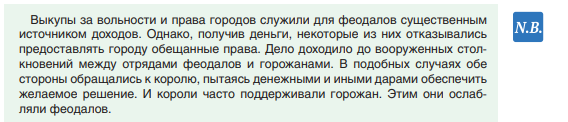 Выкупы за вольности и права городов служили для феодалов существенным
источником доходов. Однако, получив деньги, некоторые из них отказывались
предоставлять городу обещанные права. Дело доходило до вооруженных стол-
кновений между отрядами феодалов и горожанами. В подобных случаях обе
стороны обращались к королю, пытаясь денежными и иными дарами обеспечить
желаемое решение. И короли часто поддерживали горожан. Этим они ослаб-
ляли феодалов.
N.B.